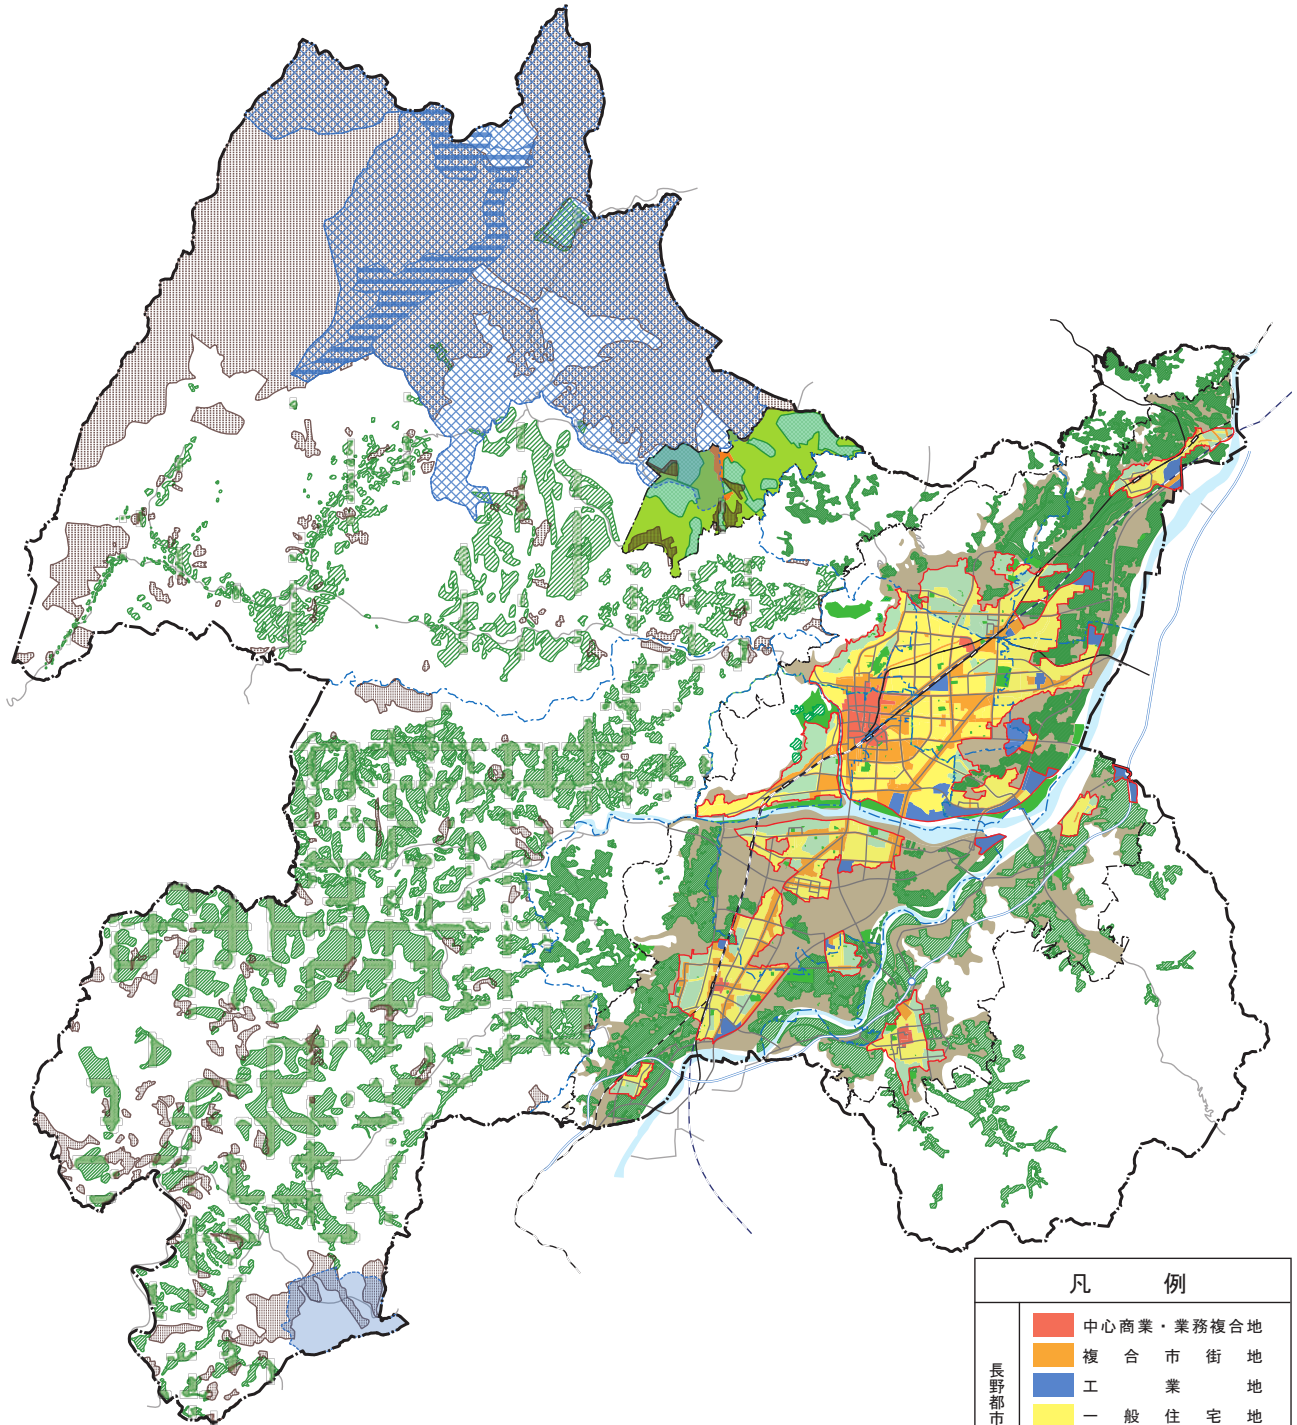 凡 例
長野都市
中心商業・業務複合地
複合市街地
工業地
一般住宅地